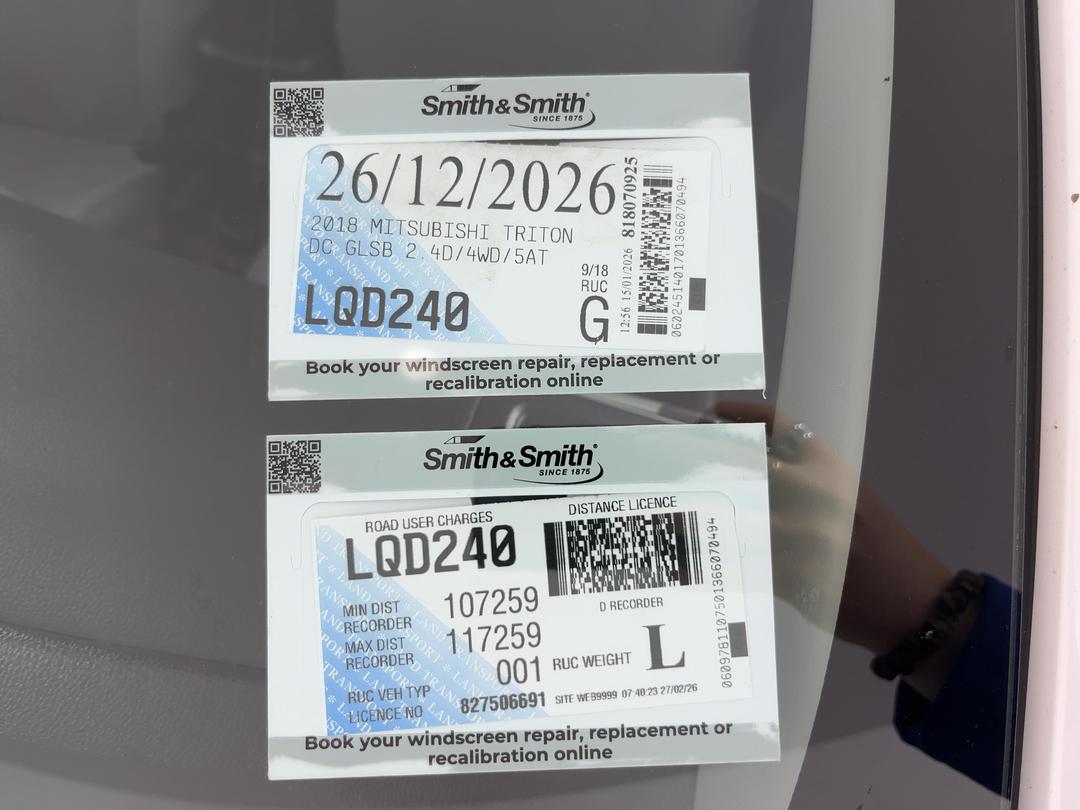 Smith&Smith®
SINCE 1875
26/12/2026
2018 MITSUBISHI TRITON
DC GLSB 2.4D/4WD/5AT
LQD240
9/18
RUC
G
12:56 15/01/2026 818070925
0602451401701366070494
Book your windscreen repair, replacement or
recalibration online
Smith&Smith®
SINCE 1875
ROAD USER CHARGES
DISTANCE LICENCE
LQD240
MIN DIST
RECORDER
107259
MAX DIST
RECORDER
117259
RUC VEH TYP
001
LICENCE NO
827506691
D RECORDER
RUC WEIGHT L
SITE WEB9999 07:40:23 27/02/26
0609781107501366070494
Book your windscreen repair, replacement or
recalibration online